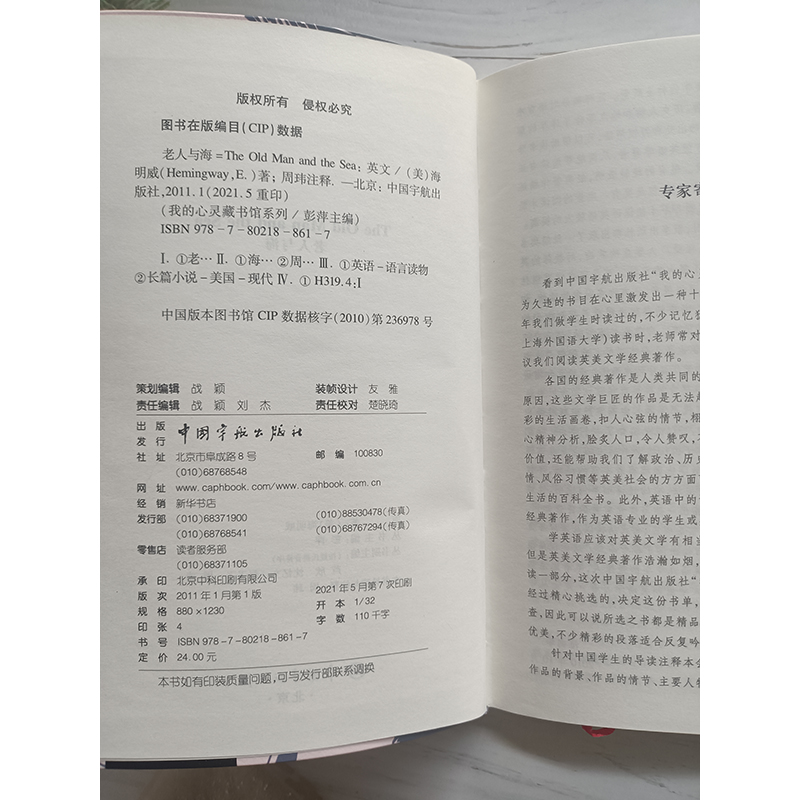 版权所有 侵权必究
图书在版编目(CIP)数据
老人与海=The Old Man and the Sea:英文/(美)海
明威(Hemingway,E.)著;周玮注释.—北京:中国宇航出
版社,2011.1(2021.5重印)
(我的心灵藏书馆系列/彭萍主编)
ISBN 978-7-80218-861-7
Ⅰ.①老… Ⅱ.①海…②周… Ⅲ.①英语-语言读物
②长篇小说-美国-现代 Ⅳ.①H319.4:I
中国版本图书馆CIP数据核字(2010)第236978号
策划编辑 战颖 装帧设计 友雅
责任编辑 战颖 刘杰 责任校对 楚晓琦
出版
发行 中国宇航出版社
社址 北京市阜成路8号 邮编 100830
(010)68768548
网址 www.caphbook.com/www.caphbook.com.cn
经销 新华书店
发行部 (010)68371900 (010)88530478(传真)
(010)68768541 (010)68767294(传真)
零售店 读者服务部
(010)68371105
承印 北京中科印刷有限公司
版次 2011年1月第1版 2021年5月第7次印刷
规格 880×1230 开本 1/32
印张 4 字数 110千字
书号 ISBN 978-7-80218-861-7
定价 24.00元
本书如有印装质量问题,可与发行部联系调换
专家寄
看到中国宇航出版社“我的心
为久违的书目在心里激发出一种十
年我们做学生时读过的,不少记忆犹
上海外国语大学)读书时,老师常对
议我们阅读英美文学经典著作。
各国的经典著作是人类共同的
原因,这些文学巨匠的作品是无法
彩的生活画卷,扣人心弦的情节,栩
心精神分析,脍炙人口,令人赞叹,
价值,还能帮助我们了解政治、历史
情、风俗习惯等英美社会的方方面
生活的百科全书。此外,英语中的
经典著作,作为英语专业的学生或
学英语应该对英美文学有相当
但是英美文学经典著作浩瀚如烟,
读一部分,这次中国宇航出版社“
经过精心挑选的,决定这份书单,
查,因此可以说所选之书都是精品
优美,不少精彩的段落适合反复吟
针对中国学生的导读注释本会
作品的背景、作品的情节、主要人物